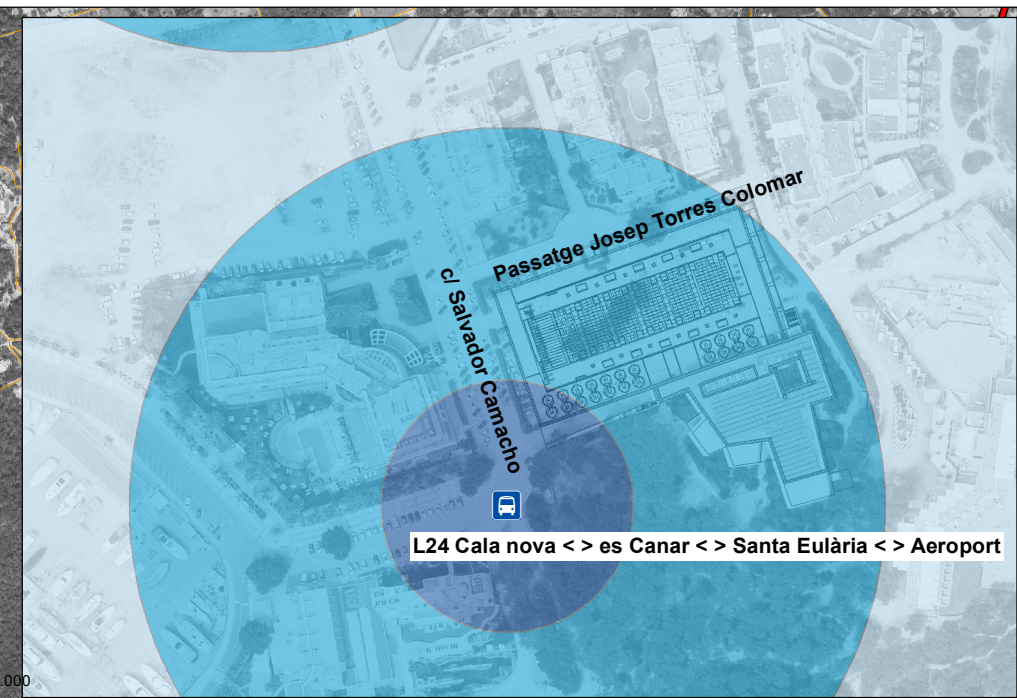 Passatge Josep Torres Colomar
c/ Salvador Camacho
L24 Cala nova < > es Canar < > Santa Eulària < > Aeroport
.000